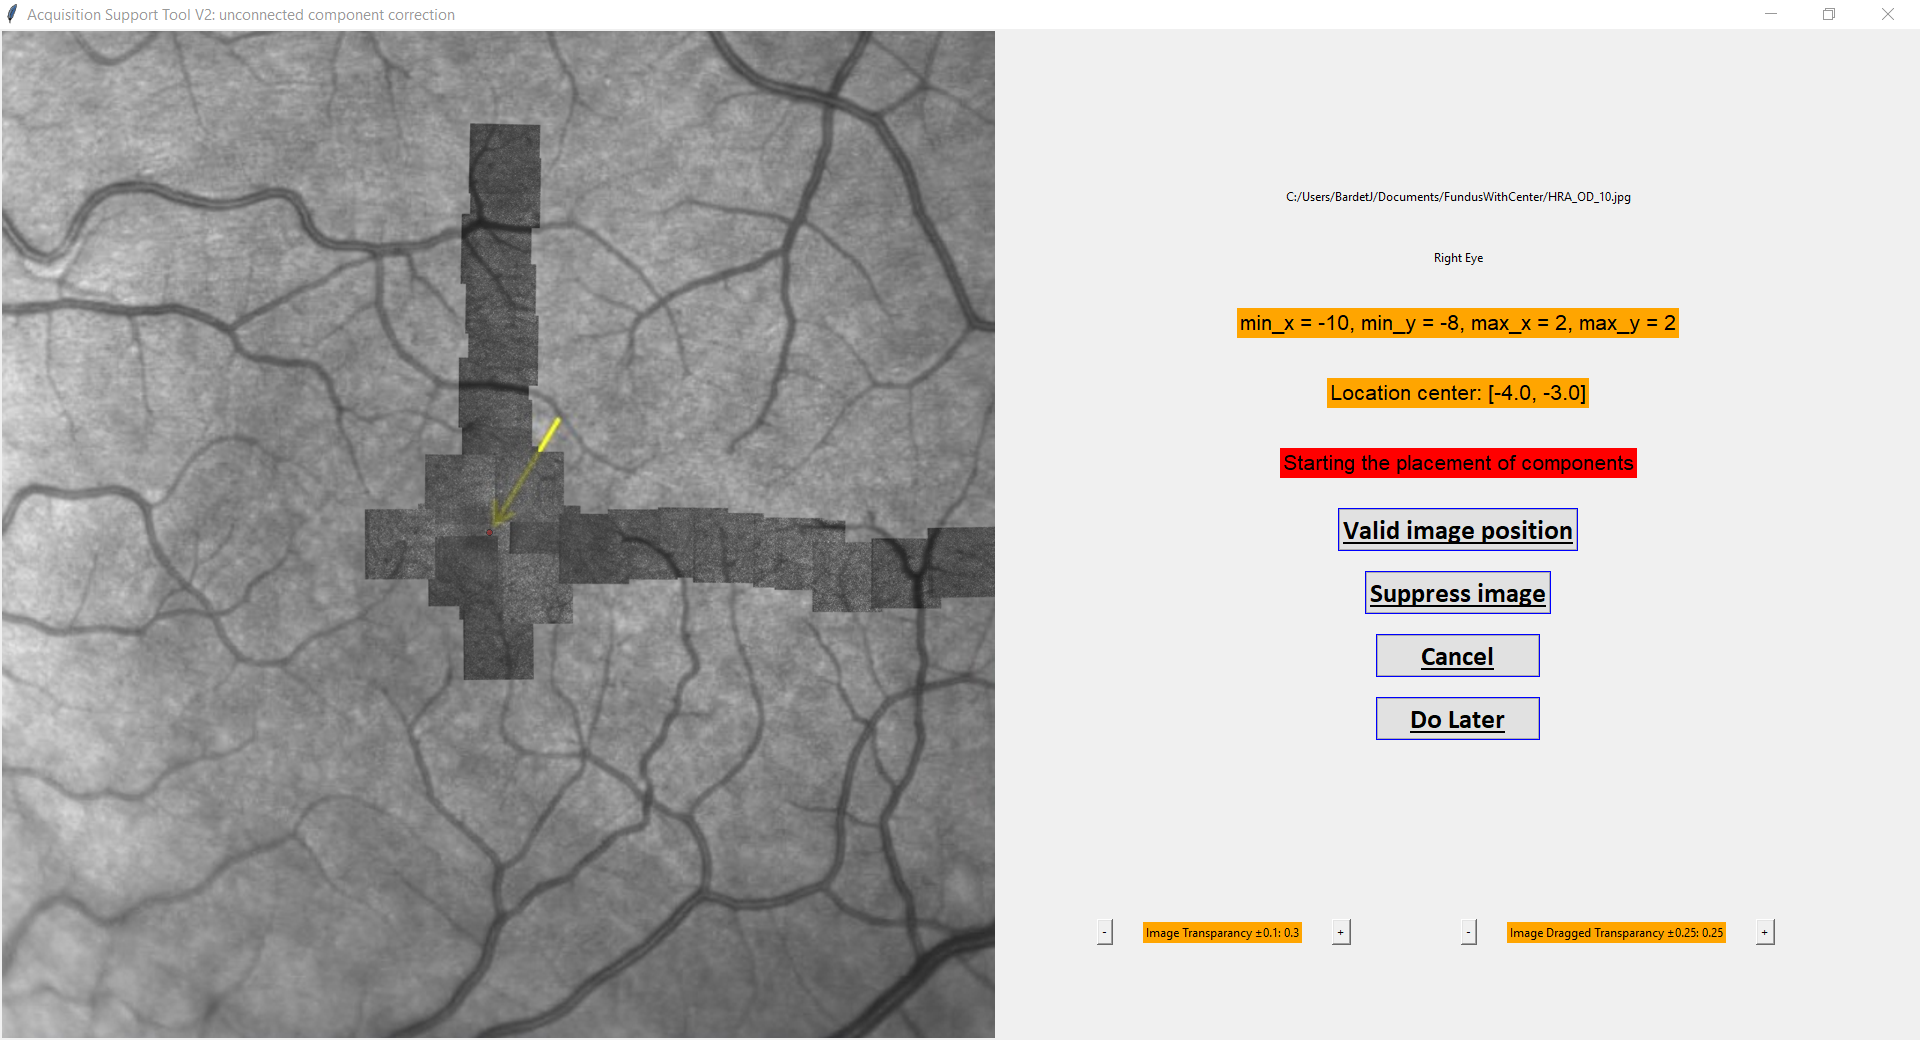 Acquisition Support Tool V2: unconnected component correction
C:/Users/BardetJ/Documents/FundusWithCenter/HRA_OD_10.jpg
Right Eye
min_x = -10, min_y = -8, max_x = 2, max_y = 2
Location center: [-4.0, -3.0]
Starting the placement of components
Valid image position
Suppress image
Cancel
Do Later
- Image Transparancy ±0.1: 0.3 + - Image Dragged Transparancy ±0.25: 0.25 +